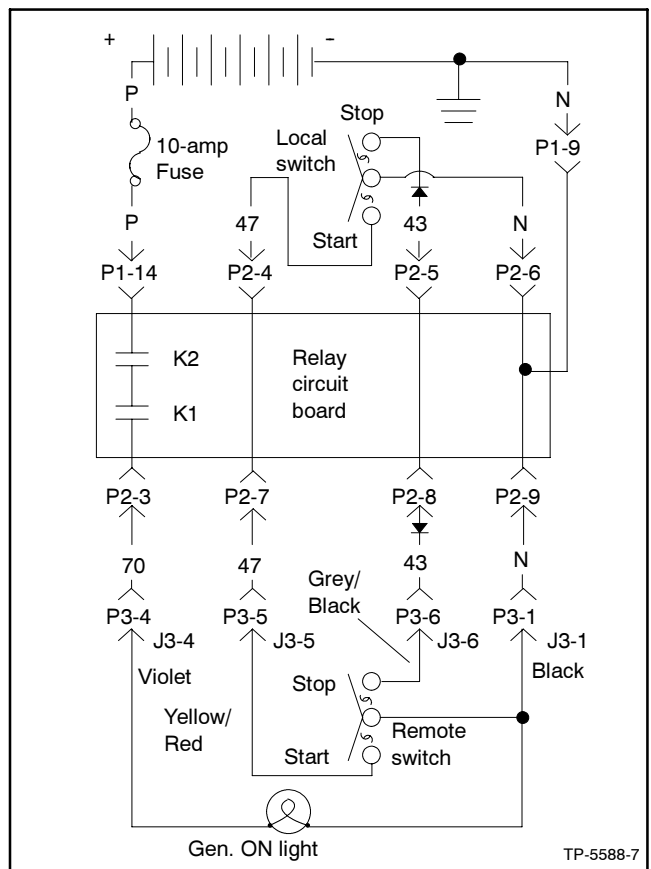 + -
P
N
Stop
10-amp
Fuse
Local
switch
P1-9
P
47
Start
43
N
P1-14
P2-4
P2-5
P2-6
K2
Relay
circuit
board
K1
P2-3
P2-7
P2-8
P2-9
70
47
43
N
Grey/
Black
P3-4
J3-4
P3-5
J3-5
P3-6
J3-6
P3-1
J3-1
Violet
Black
Stop
Yellow/
Red
Remote
switch
Start
Gen. ON light
TP-5588-7